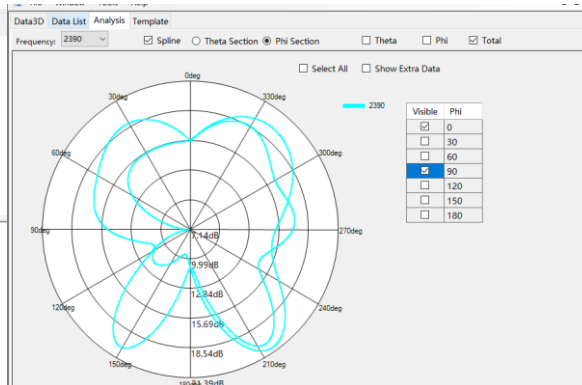 Data3D Data List Analysis Template
Frequency: 2390 Spline Theta Section Phi Section Theta Phi Total
Select All Show Extra Data
0deg
30deg 330deg
2390
Visible Phi
0
30
60
90
120
150
180
60deg 300deg
90deg 270deg
7.14dB
9.99dB
12.84dB
120deg 240deg
15.69dB
18.54dB
150deg 210deg